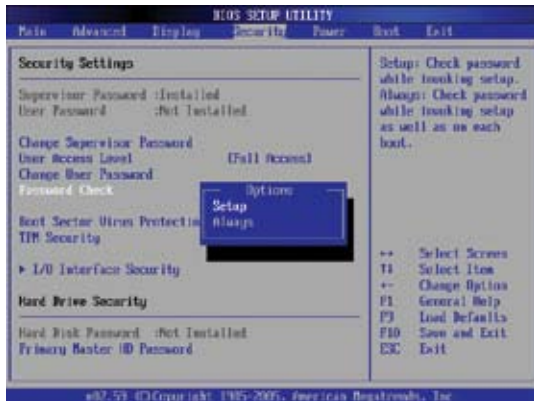 BIOS SETUP UTILITY
Main Advanced Display Security Power Boot Exit
Security Settings
Supervisor Password :Installed
User Password :Not Installed
Change Supervisor Password
User Access Level [Full Access]
Change User Password
Password Check
Boot Sector Virus Protection
TPM Security
▶ I/O Interface Security
Hard Drive Security
Hard Disk Password :Not Installed
Primary Master HD Password
Options
Setup
Always
Setup: Check password
while invoking setup.
Always: Check password
while invoking setup
as well as on each
boot.
↔ Select Screen
↑↓ Select Item
+- Change Option
F1 General Help
F9 Load Defaults
F10 Save and Exit
ESC Exit
v02.59 (C)Copyright 1985-2005, American Megatrends, Inc